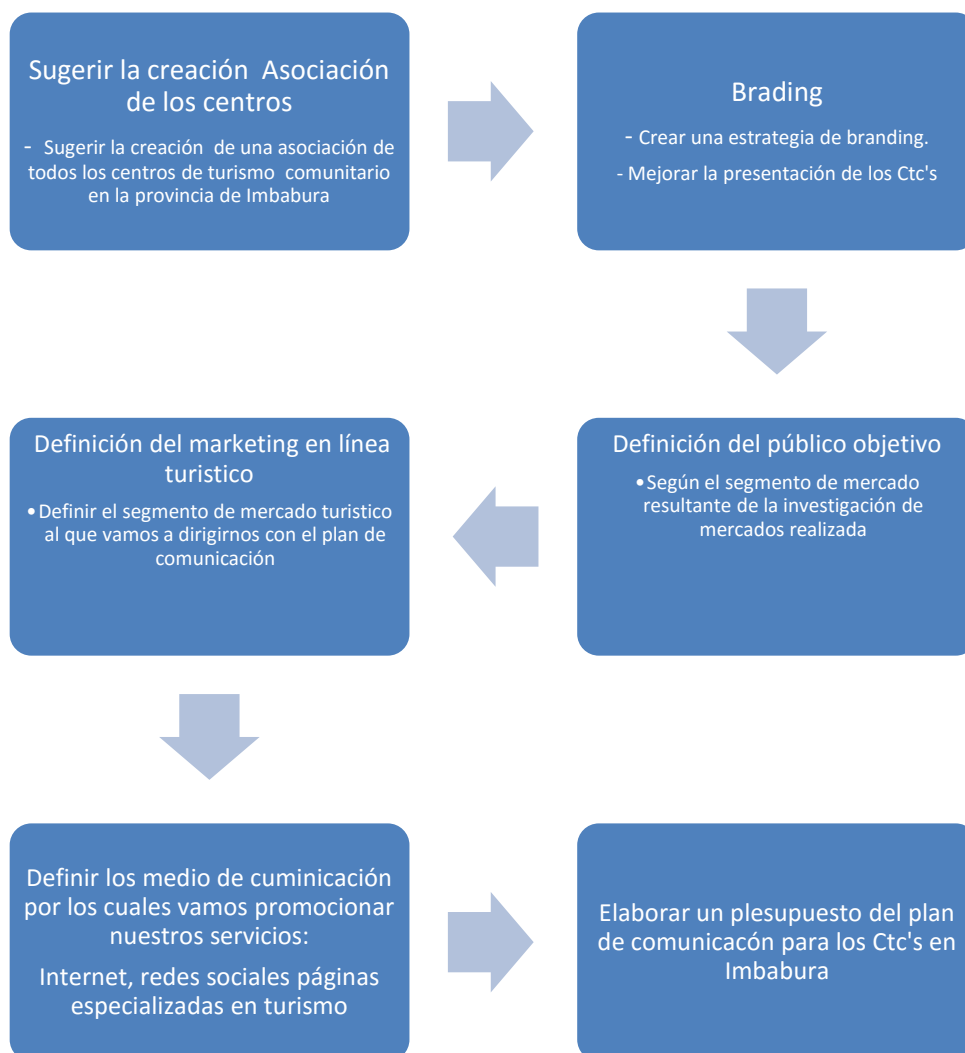 Sugerir la creación Asociación
de los centros
- Sugerir la creación de una asociación de
todos los centros de turismo comunitario
en la provincia de Imbabura
Brading
- Crear una estrategia de branding.
- Mejorar la presentación de los Ctc's
Definición del público objetivo
•Según el segmento de mercado
resultante de la investigación de
mercados realizada
Definición del marketing en línea
turistico
•Definir el segmento de mercado turistico
al que vamos a dirigirnos con el plan de
comunicación
Definir los medio de cuminicación
por los cuales vamos promocionar
nuestros servicios:
Internet, redes sociales páginas
especializadas en turismo
Elaborar un plesupuesto del plan
de comunicacón para los Ctc's en
Imbabura